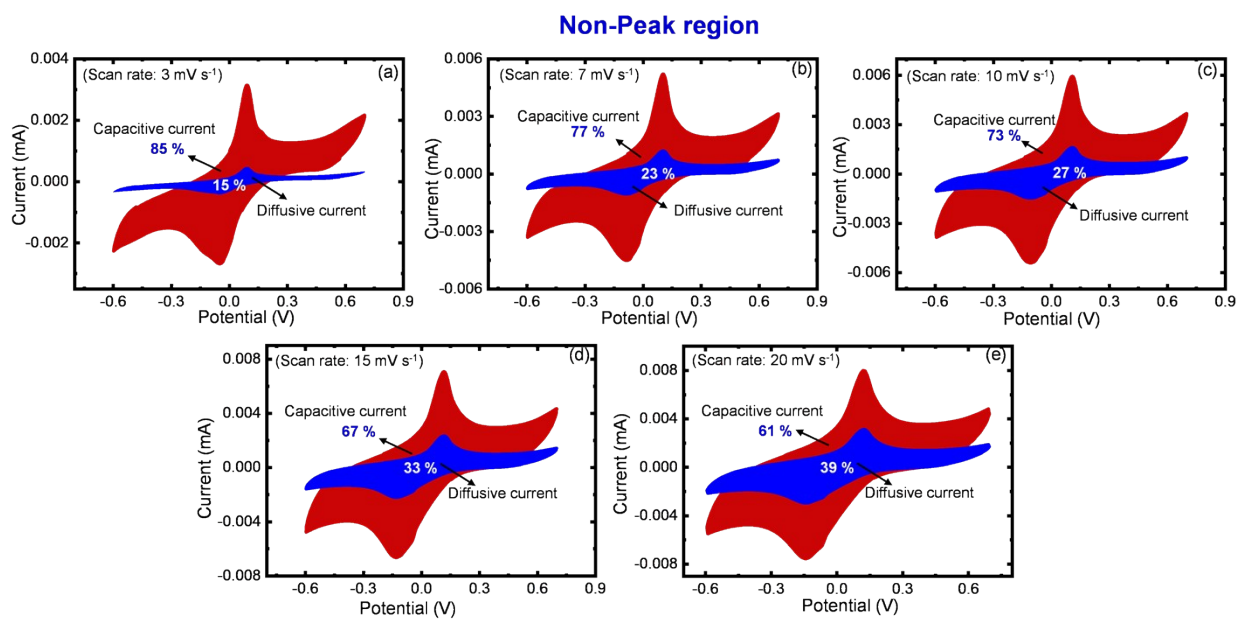 Non-Peak region
(Scan rate: 3 mV s⁻¹)
(a)
0.004
0.002
0.000
-0.002
Current (mA)
Capacitive current
85 %
15 %
Diffusive current
-0.6 -0.3 0.0 0.3 0.6 0.9
Potential (V)
(Scan rate: 7 mV s⁻¹)
(b)
0.006
0.003
0.000
-0.003
-0.006
Current (mA)
Capacitive current
77 %
23 %
Diffusive current
-0.6 -0.3 0.0 0.3 0.6 0.9
Potential (V)
(Scan rate: 10 mV s⁻¹)
(c)
0.006
0.003
0.000
-0.003
-0.006
Current (mA)
Capacitive current
73 %
27 %
Diffusive current
-0.6 -0.3 0.0 0.3 0.6 0.9
Potential (V)
(Scan rate: 15 mV s⁻¹)
(d)
0.008
0.004
0.000
-0.004
-0.008
Current (mA)
Capacitive current
67 %
33 %
Diffusive current
-0.6 -0.3 0.0 0.3 0.6 0.9
Potential (V)
(Scan rate: 20 mV s⁻¹)
(e)
0.008
0.004
0.000
-0.004
-0.008
Current (mA)
Capacitive current
61 %
39 %
Diffusive current
-0.6 -0.3 0.0 0.3 0.6
Potential (V)